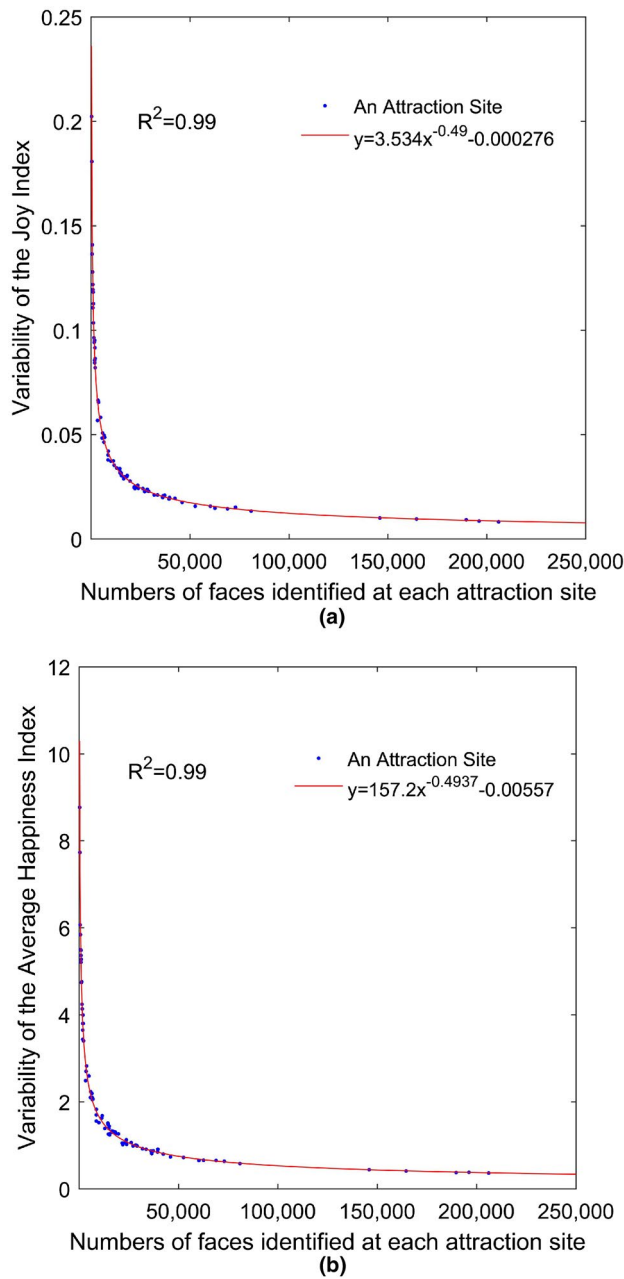 0.25
0.2
0.15
0.1
0.05
0
Variability of the Joy Index
R²=0.99
An Attraction Site
y=3.534x^-0.49-0.000276
50,000 100,000 150,000 200,000 250,000
Numbers of faces identified at each attraction site
(a)
12
10
8
6
4
2
0
Variability of the Average Happiness Index
R²=0.99
An Attraction Site
y=157.2x^-0.4937-0.00557
50,000 100,000 150,000 200,000 250,000
Numbers of faces identified at each attraction site
(b)